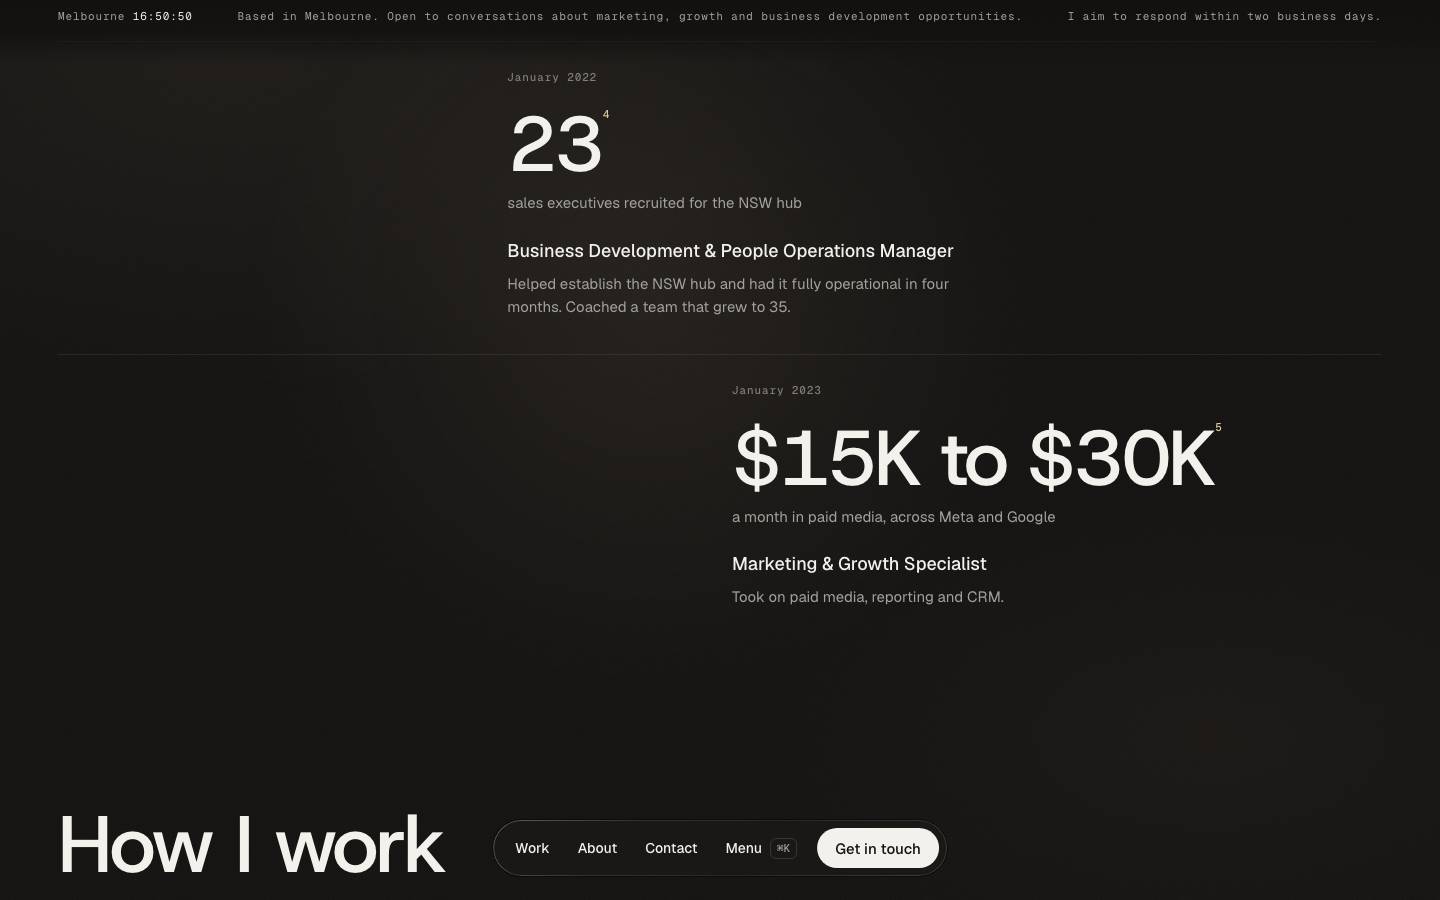 Melbourne 16:50:50 Based in Melbourne. Open to conversations about marketing, growth and business development opportunities. I aim to respond within two business days.
January 2022
23 4
sales executives recruited for the NSW hub
Business Development & People Operations Manager
Helped establish the NSW hub and had it fully operational in four
months. Coached a team that grew to 35.
January 2023
$15K to $30K 5
a month in paid media, across Meta and Google
Marketing & Growth Specialist
Took on paid media, reporting and CRM.
How I work
Work About Contact Menu ⌘K Get in touch